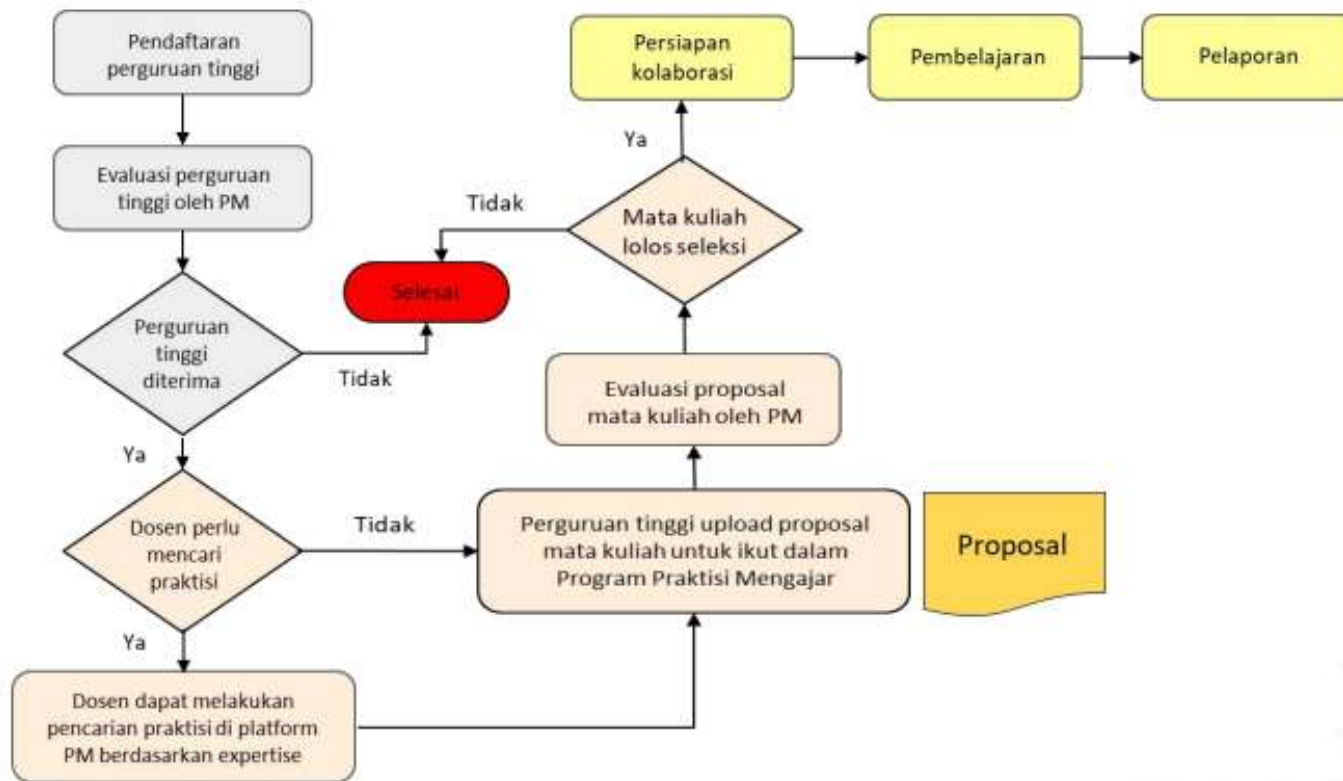 Pendaftaran
perguruan tinggi
Evaluasi perguruan
tinggi oleh PM
Perguruan
tinggi
diterima
Tidak
Selesai
Ya
Dosen perlu
mencari
praktisi
Tidak
Ya
Dosen dapat melakukan
pencarian praktisi di platform
PM berdasarkan expertise
Perguruan tinggi upload proposal
mata kuliah untuk ikut dalam
Program Praktisi Mengajar
Proposal
Evaluasi proposal
mata kuliah oleh PM
Mata kuliah
lolos seleksi
Tidak
Ya
Persiapan
kolaborasi
Pembelajaran
Pelaporan